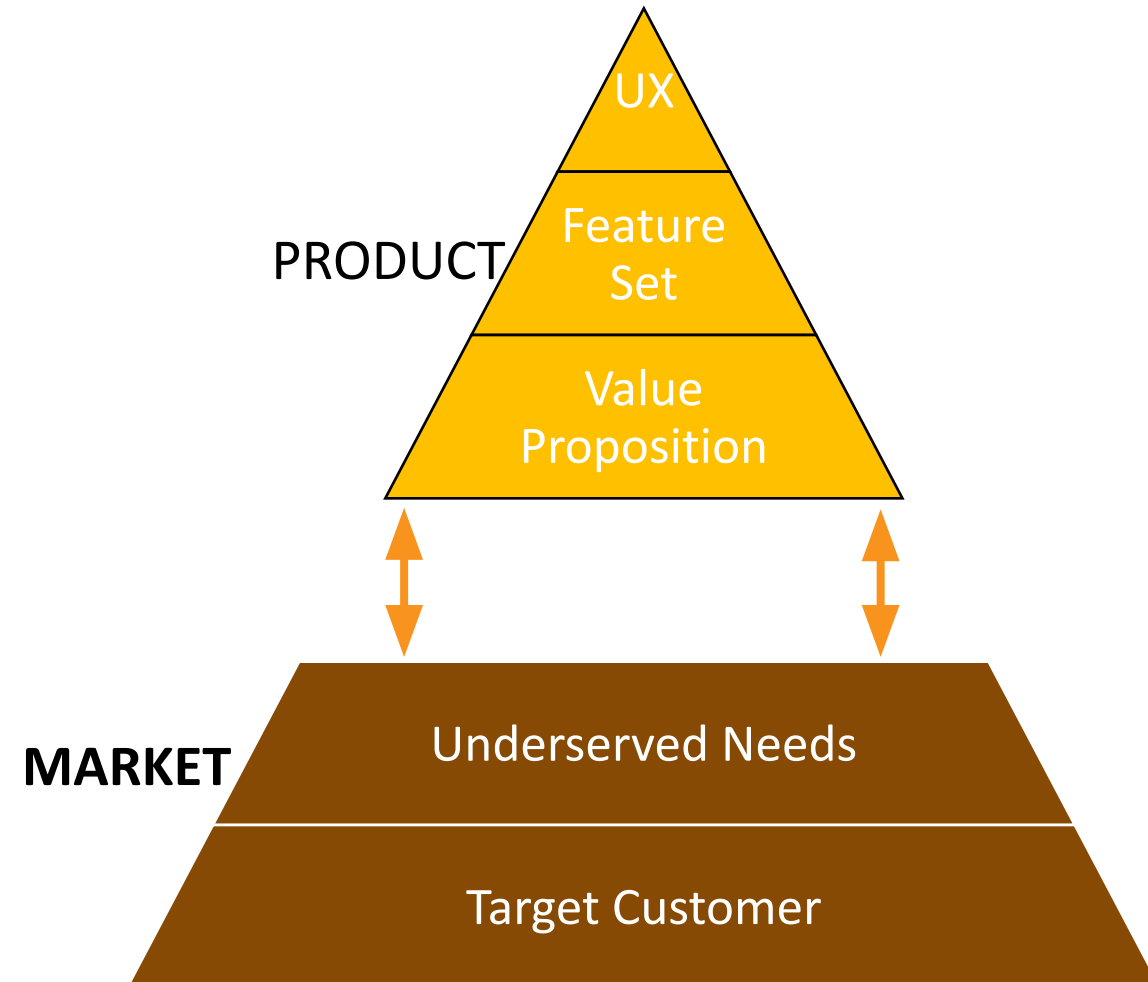 UX
PRODUCT
Feature
Set
Value
Proposition
MARKET
Underserved Needs
Target Customer